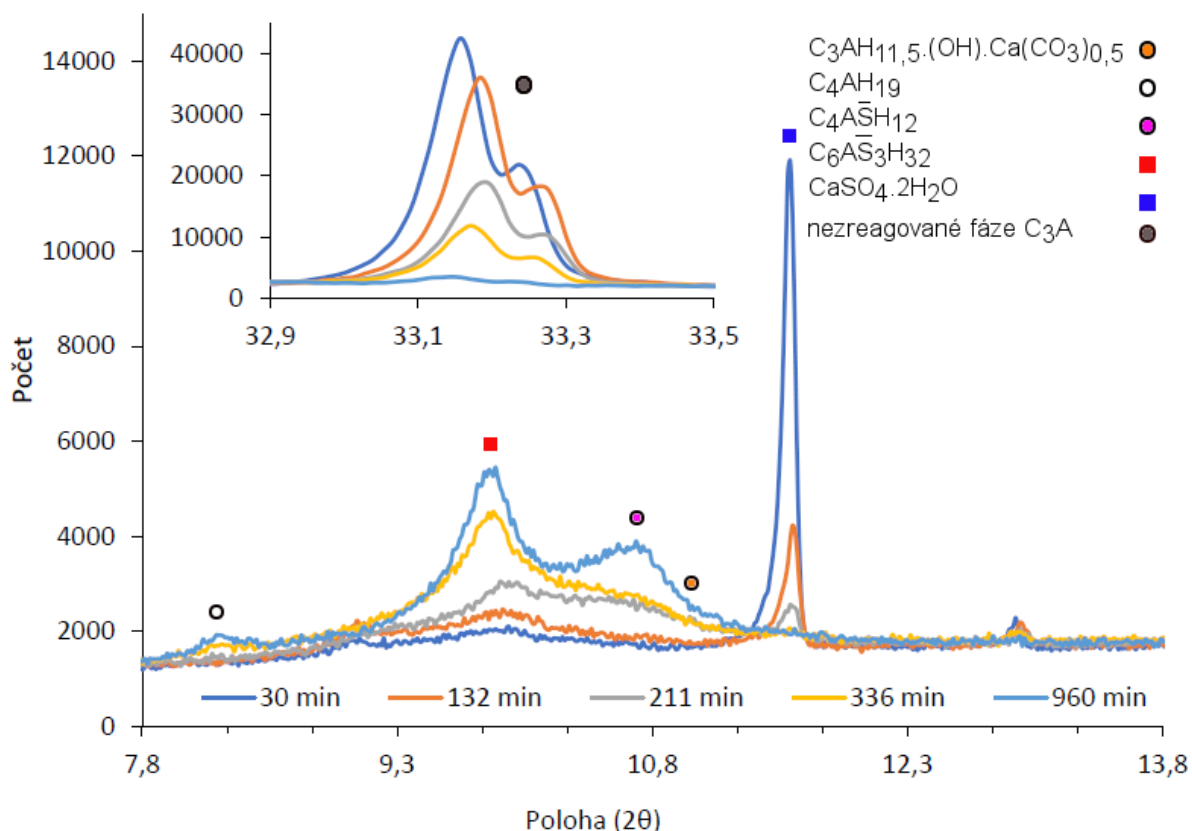 14000
12000
10000
8000
6000
4000
2000
0
Počet
40000
30000
20000
10000
0
32,9 33,1 33,3 33,5
C3AH11,5.(OH).Ca(CO3)0,5
C4AH19
C4AS̅H12
C6AS̅3H32
CaSO4.2H2O
nezreagované fáze C3A
30 min 132 min 211 min 336 min 960 min
7,8 9,3 10,8 12,3 13,8
Poloha (2θ)